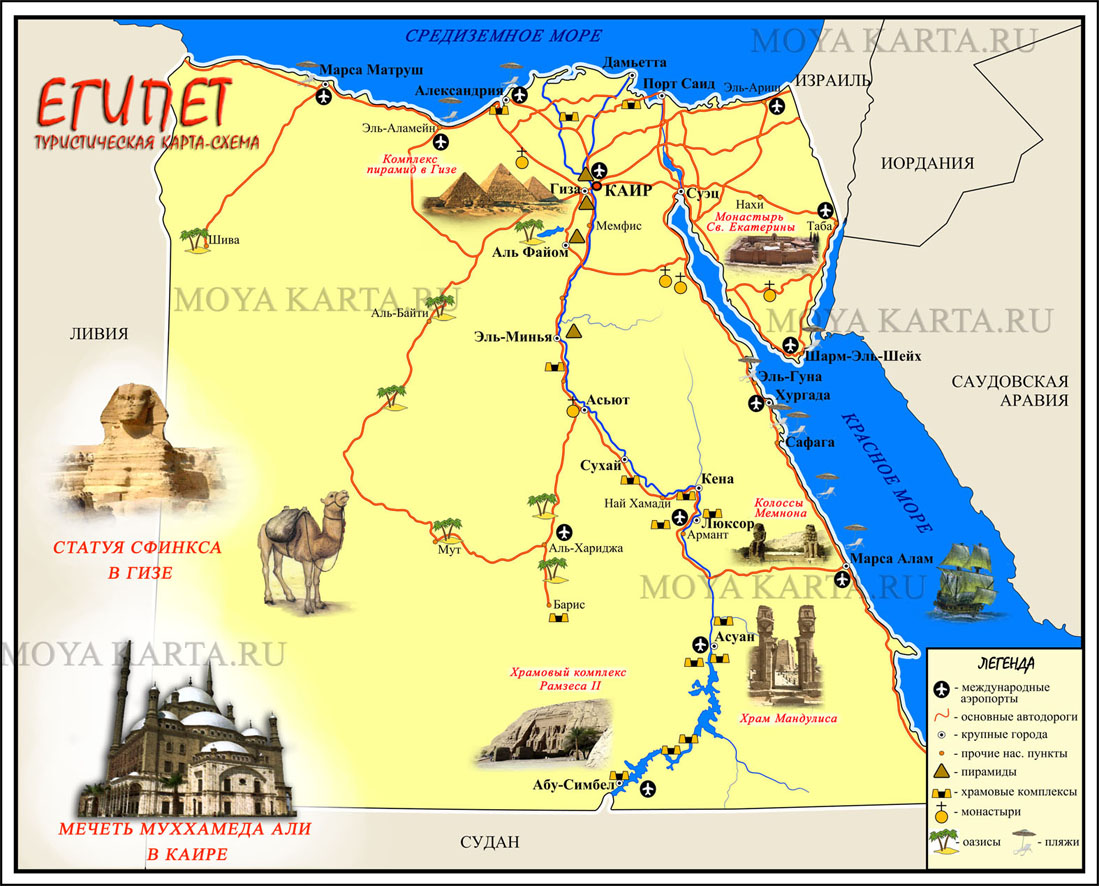 СРЕДИЗЕМНОЕ МОРЕ
MOYA KARTA.RU
ЕГИПЕТ
ТУРИСТИЧЕСКАЯ КАРТА-СХЕМА
Марса Матруш
Александрия
Дамьетта
Порт Саид
Эль-Ариш
ИЗРАИЛЬ
Эль-Аламейн
ИОРДАНИЯ
Комплекс
пирамид в Гизе
Гиза
КАИР
Суэц
Нахи
Монастырь
Св. Екатерины
Таба
Мемфис
Шива
Аль Файом
MOYA KARTA.RU
Аль-Байти
MOYA KARTA.RU
ЛИВИЯ
Эль-Минья
Шарм-Эль-Шейх
Эль-Гуна
САУДОВСКАЯ
АРАВИЯ
Хургада
Асьют
КРАСНОЕ МОРЕ
Сафага
Сухай
Кена
Най Хамади
Колоссы
Мемнона
Люксор
Армант
СТАТУЯ СФИНКСА
В ГИЗЕ
Мут
Аль-Хариджа
Марса Алам
MOYA KARTA.RU
Барис
Асуан
MOYA KARTA.RU
Храмовый комплекс
Рамзеса II
Храм Мандулиса
Абу-Симбел
МЕЧЕТЬ МУХХАМЕДА АЛИ
В КАИРЕ
СУДАН
ЛЕГЕНДА
- международные
аэропорты
- основные автодороги
- крупные города
- прочие нас. пункты
- пирамиды
- храмовые комплексы
- монастыри
- оазисы
- пляжи